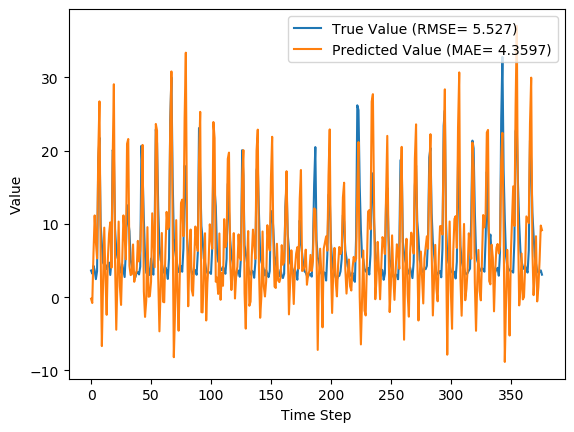 True Value (RMSE= 5.527)
Predicted Value (MAE= 4.3597)
30
20
10
0
−10
Value
0 50 100 150 200 250 300 350
Time Step